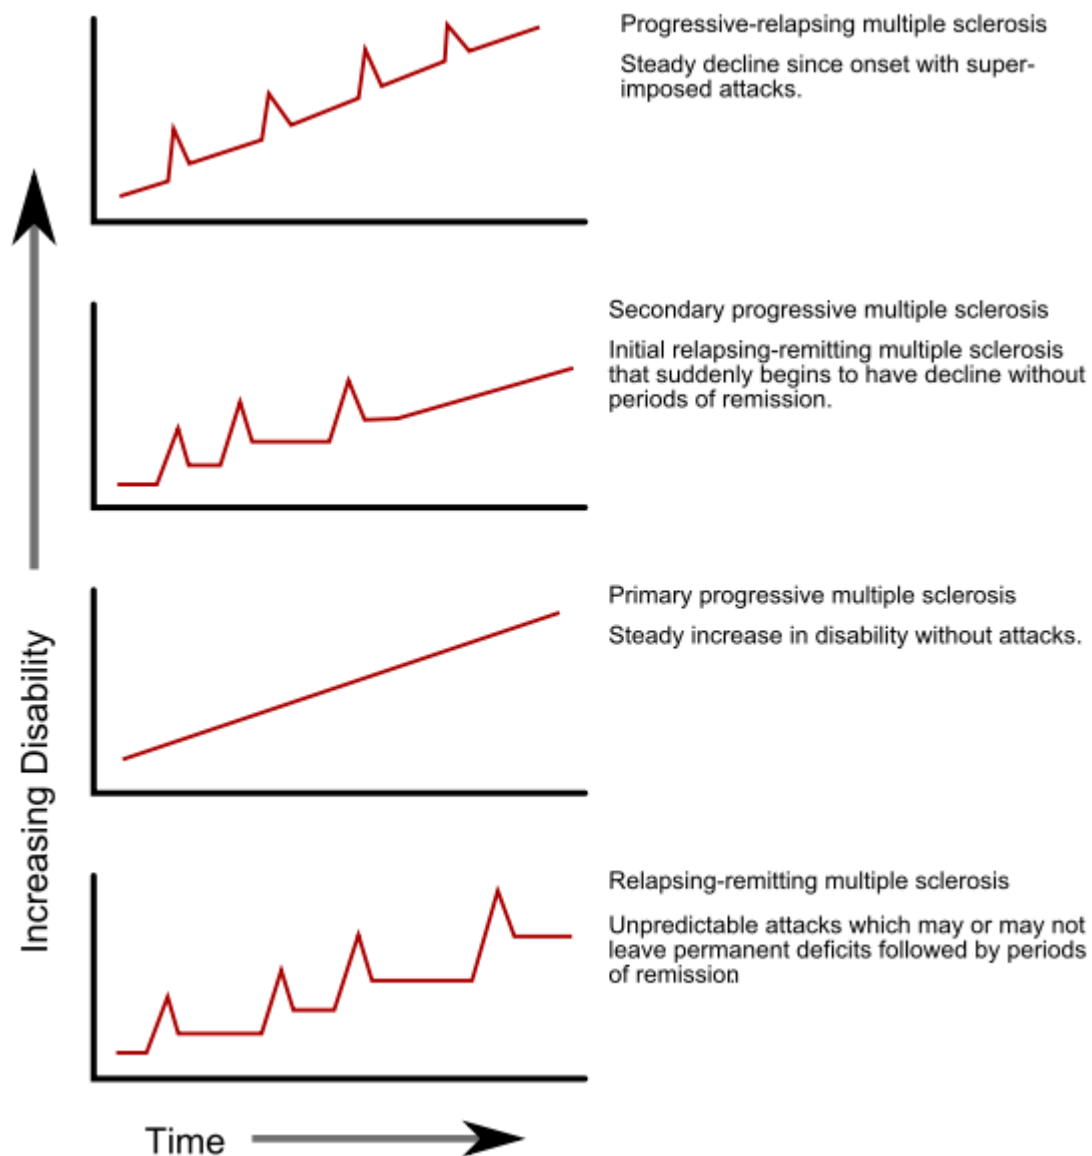 Progressive-relapsing multiple sclerosis
Steady decline since onset with super-
imposed attacks.
Secondary progressive multiple sclerosis
Initial relapsing-remitting multiple sclerosis
that suddenly begins to have decline without
periods of remission.
Primary progressive multiple sclerosis
Steady increase in disability without attacks.
Relapsing-remitting multiple sclerosis
Unpredictable attacks which may or may not
leave permanent deficits followed by periods
of remission.
Increasing Disability
Time